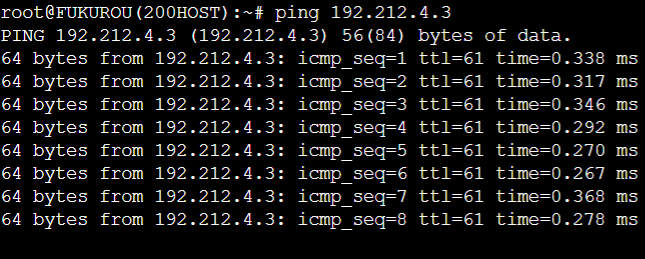 root@FUKUROU(200HOST):~# ping 192.212.4.3
PING 192.212.4.3 (192.212.4.3) 56(84) bytes of data.
64 bytes from 192.212.4.3: icmp_seq=1 ttl=61 time=0.338 ms
64 bytes from 192.212.4.3: icmp_seq=2 ttl=61 time=0.317 ms
64 bytes from 192.212.4.3: icmp_seq=3 ttl=61 time=0.346 ms
64 bytes from 192.212.4.3: icmp_seq=4 ttl=61 time=0.292 ms
64 bytes from 192.212.4.3: icmp_seq=5 ttl=61 time=0.270 ms
64 bytes from 192.212.4.3: icmp_seq=6 ttl=61 time=0.267 ms
64 bytes from 192.212.4.3: icmp_seq=7 ttl=61 time=0.368 ms
64 bytes from 192.212.4.3: icmp_seq=8 ttl=61 time=0.278 ms